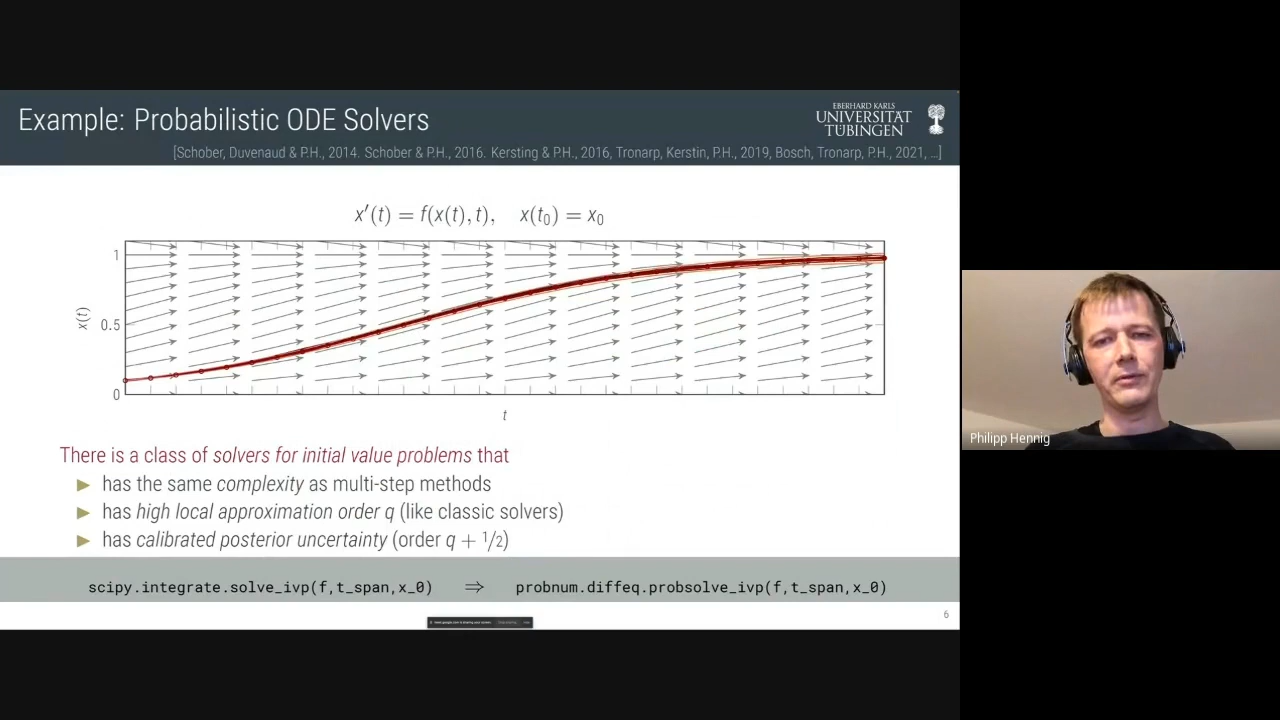 Example: Probabilistic ODE Solvers
EBERHARD KARLS
UNIVERSITÄT
TÜBINGEN
[Schober, Duvenaud & P.H., 2014. Schober & P.H., 2016. Kersting & P.H., 2016, Tronarp, Kerstin, P.H., 2019, Bosch, Tronarp, P.H., 2021, …]
x′(t) = f(x(t), t), x(t₀) = x₀
1
0.5
0
x(t)
t
There is a class of solvers for initial value problems that
▶ has the same complexity as multi-step methods
▶ has high local approximation order q (like classic solvers)
▶ has calibrated posterior uncertainty (order q + 1/2)
scipy.integrate.solve_ivp(f,t_span,x_0) ⇒ probnum.diffeq.probsolve_ivp(f,t_span,x_0)
6
Philipp Hennig